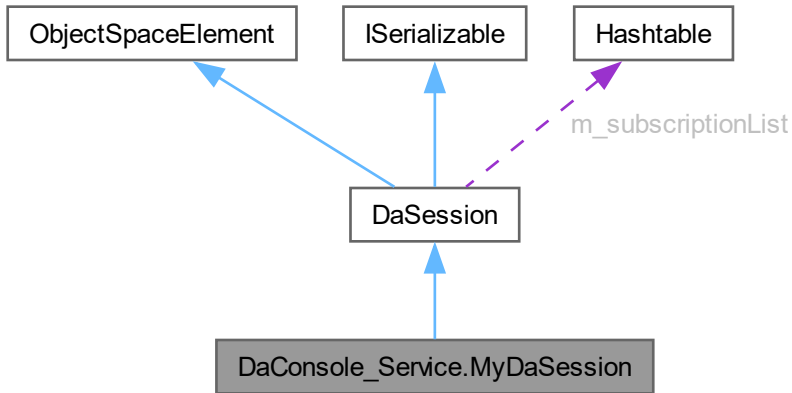 ObjectSpaceElement
ISerializable
Hashtable
m_subscriptionList
DaSession
DaConsole_Service.MyDaSession